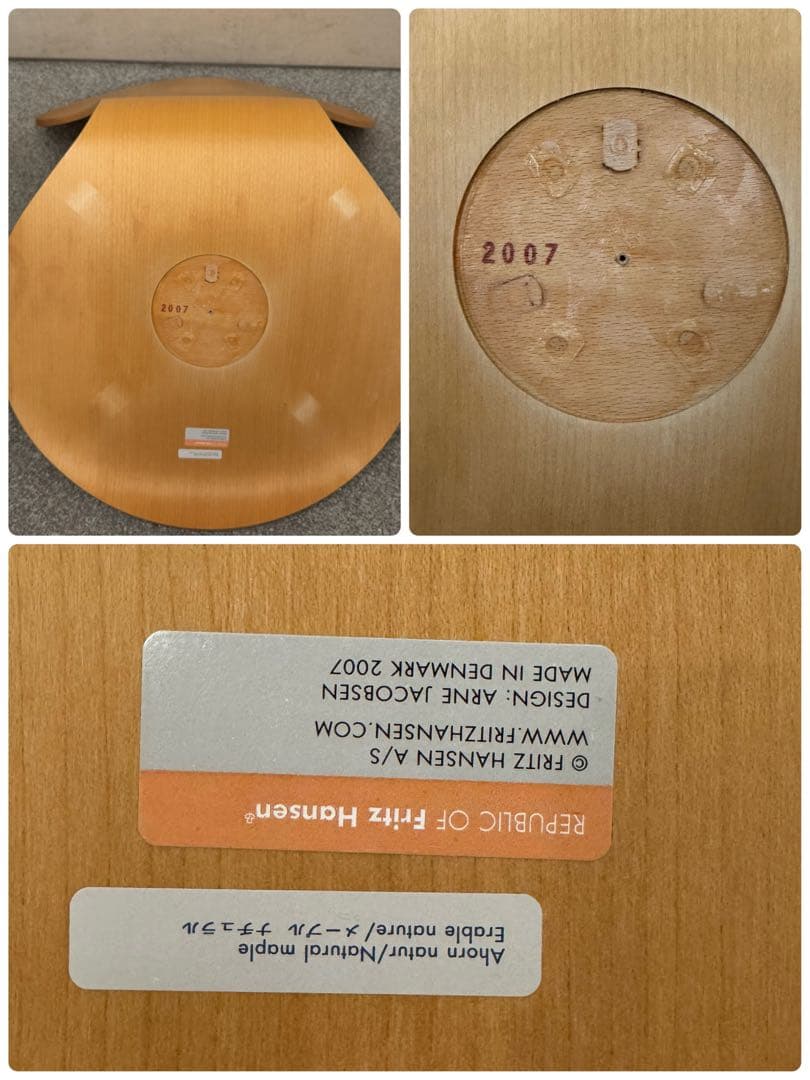 2007
2007
Ahorn natur/Natural maple
Erable nature/メープル ナチュラル
REPUBLIC OF Fritz Hansen®
© FRITZ HANSEN A/S
WWW.FRITZHANSEN.COM
DESIGN: ARNE JACOBSEN
MADE IN DENMARK 2007